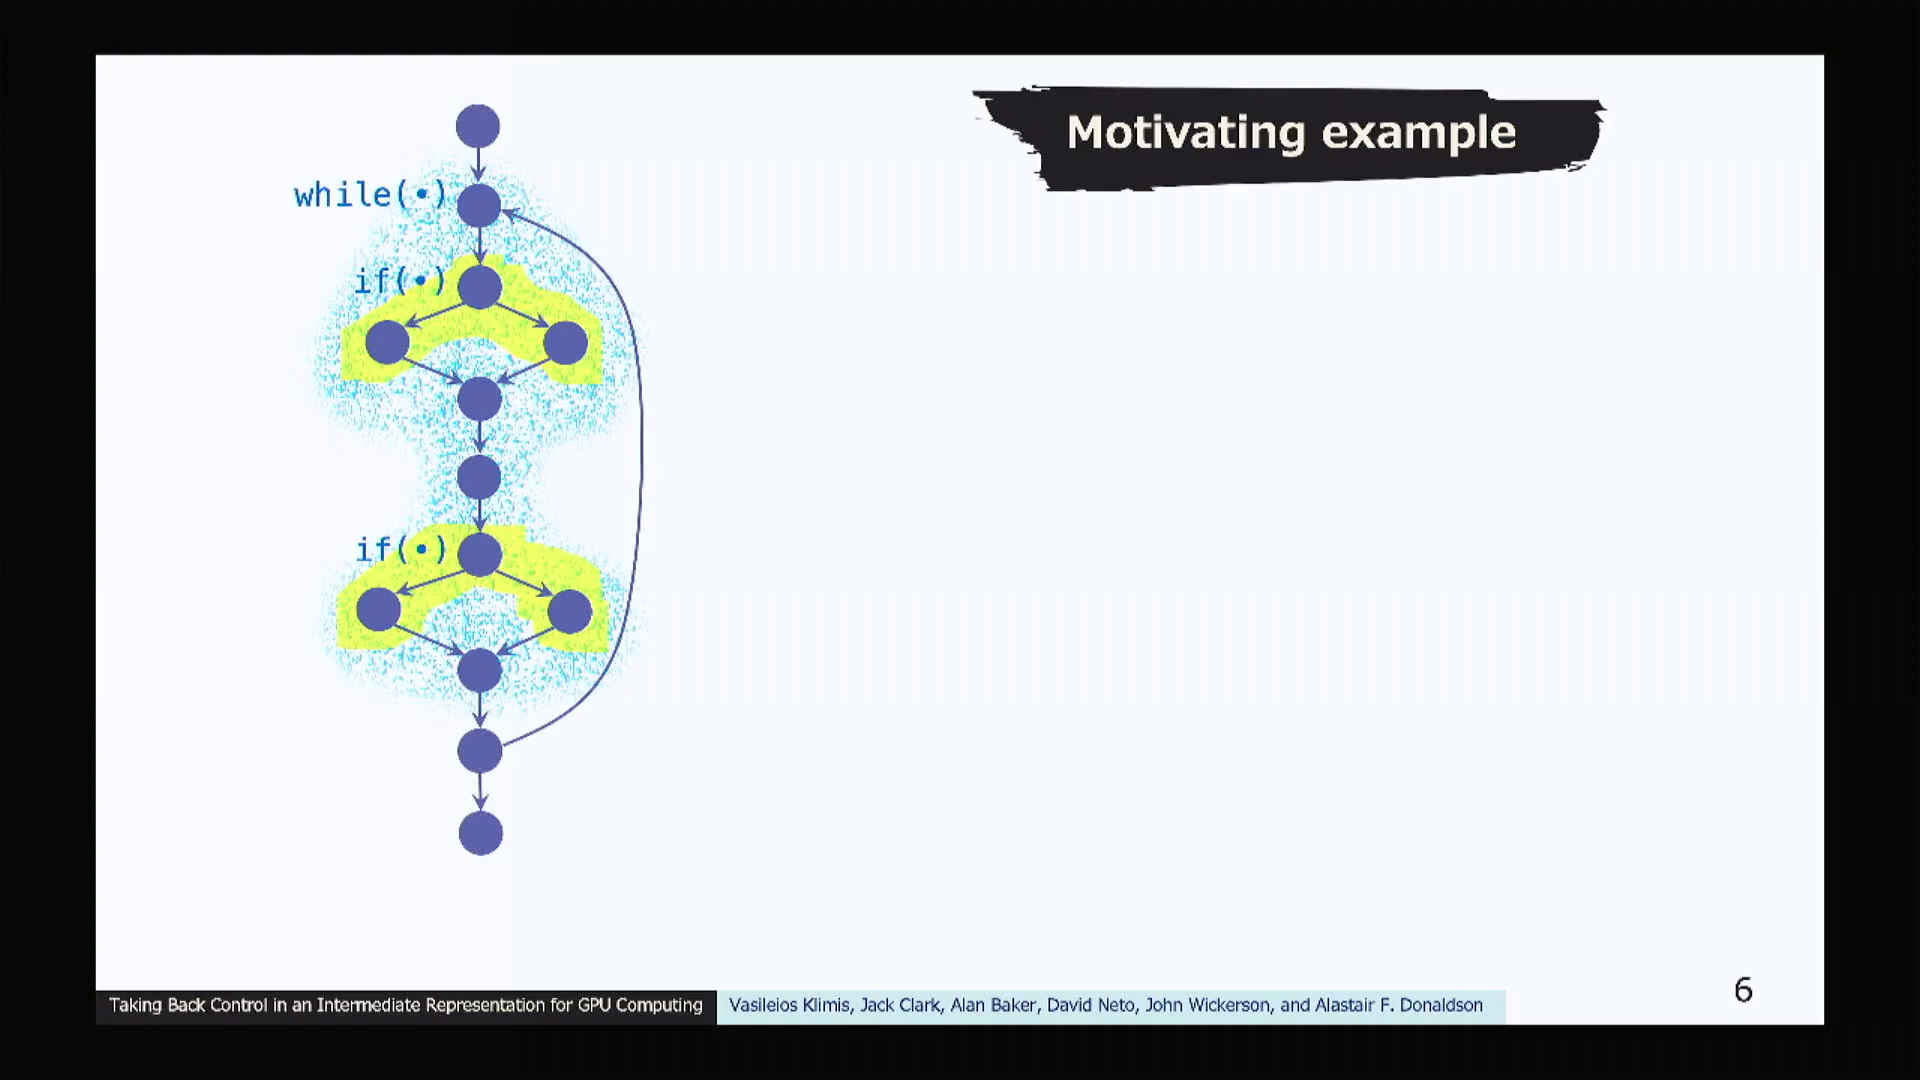 Motivating example
while(•)
if(•)
if(•)
6
Taking Back Control in an Intermediate Representation for GPU Computing
Vasileios Klimis, Jack Clark, Alan Baker, David Neto, John Wickerson, and Alastair F. Donaldson